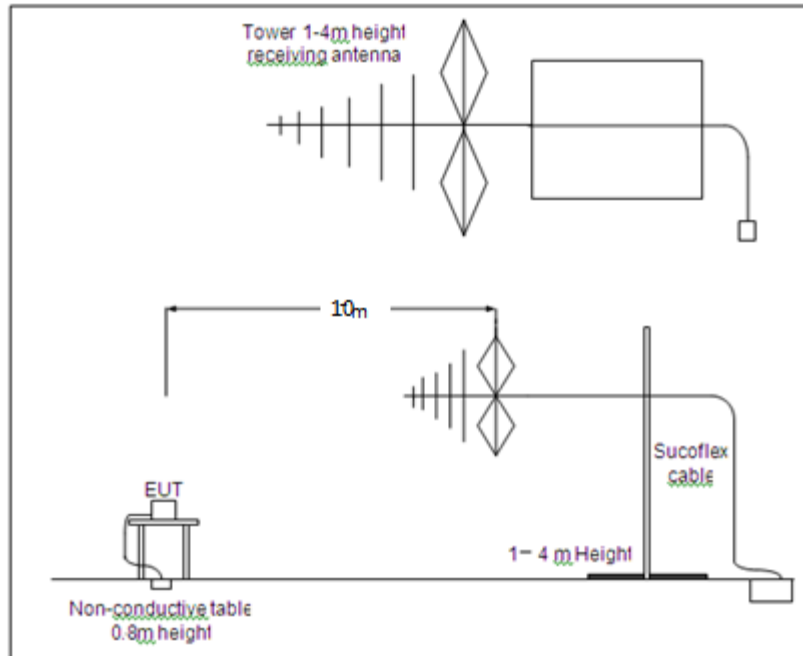 Tower 1-4m height
receiving antenna
10m
EUT
Sucoflex
cable
1– 4 m Height
Non-conductive table
0.8m height